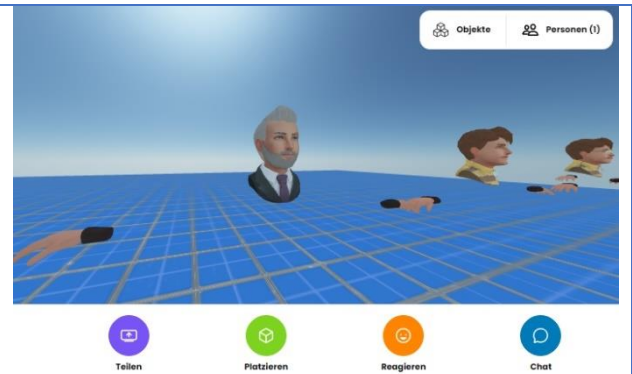 Objekte
Personen (1)
Teilen
Platzieren
Reagieren
Chat